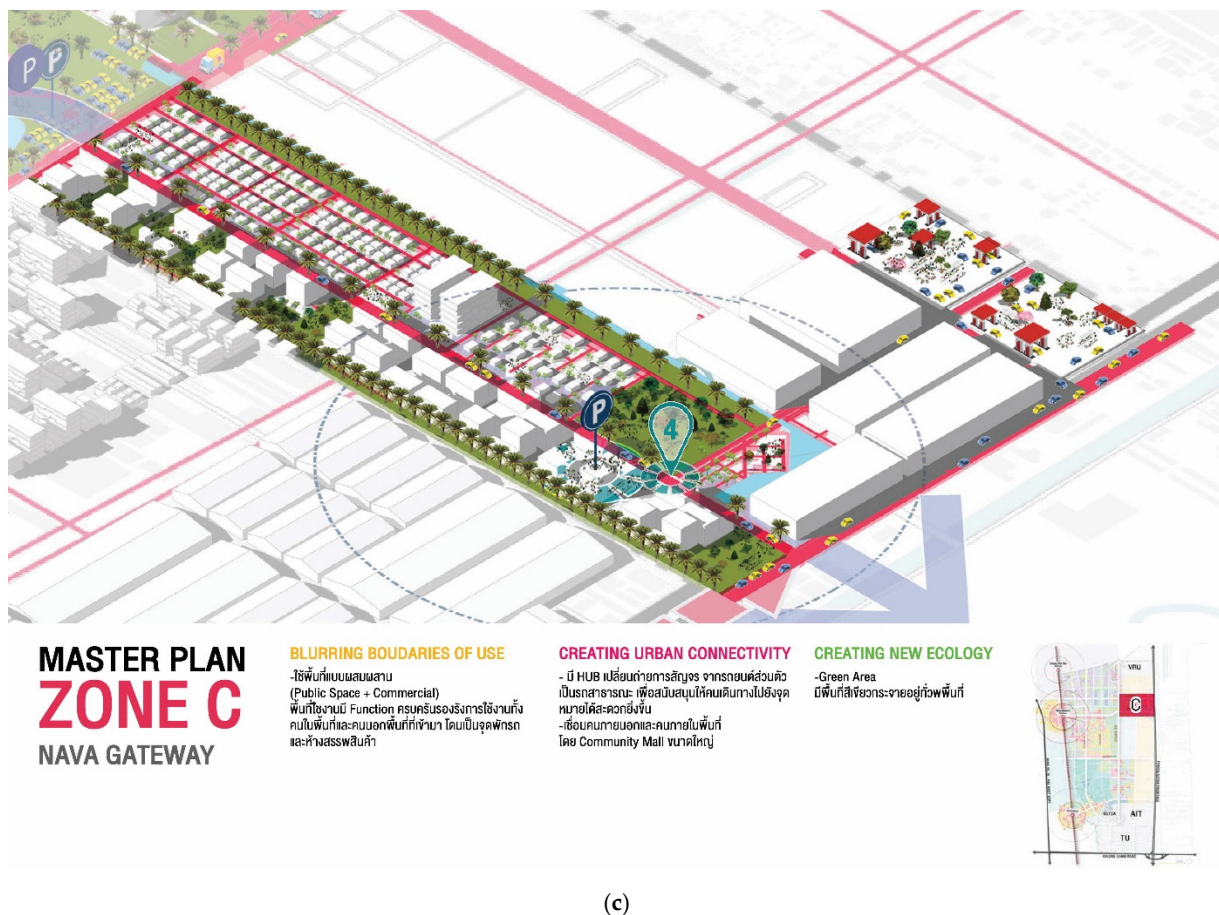 P
P
P
4
MASTER PLAN
ZONE C
NAVA GATEWAY
BLURRING BOUDARIES OF USE
-ใช้พื้นที่แบบผสมผสาน
(Public Space + Commercial)
พื้นที่ใช้งานมี Function ครบครันรองรังการใช้งานทั้ง
คนในพื้นที่และคนนอกพื้นที่ที่เข้ามา โดนเป็นจุดพักรถ
และห้างสรรพสินค้า
CREATING URBAN CONNECTIVITY
- มี HUB เปลี่ยนถ่ายการสัญจร จากรถยนต์ส่วนตัว
เป็นรถสาธารณะ เพื่อสนับสนุนให้คนเดินทางไปยังจุด
หมายได้สะดวกยิ่งขึ้น
-เชื่อมคนภายนอกและคนภายในพื้นที่
โดย Community Mall ขนาดใหญ่
CREATING NEW ECOLOGY
-Green Area
มีพื้นที่สีเขียวกระจายอยู่ทั่วพื้นที่
VRU
C
AIT
TU
(c)